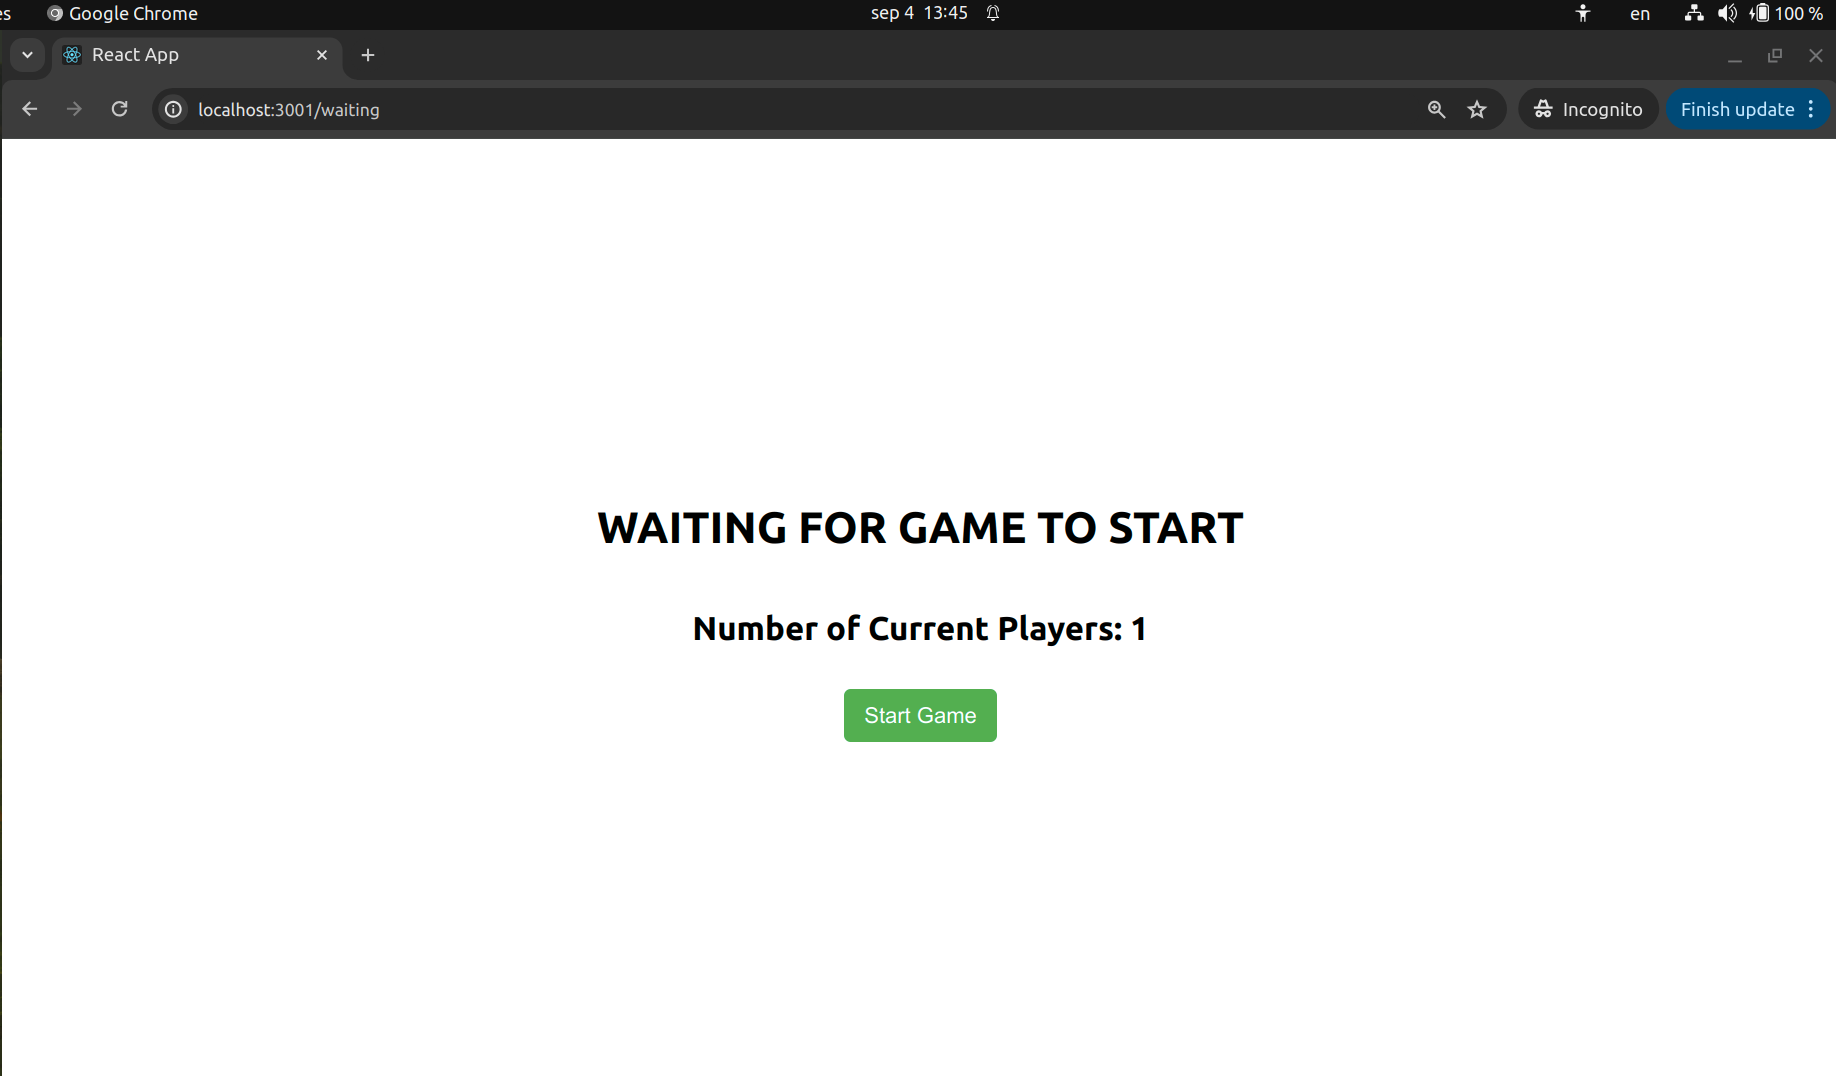 es Google Chrome sep 4 13:45 en 100 %
React App
localhost:3001/waiting Incognito Finish update
WAITING FOR GAME TO START
Number of Current Players: 1
Start Game